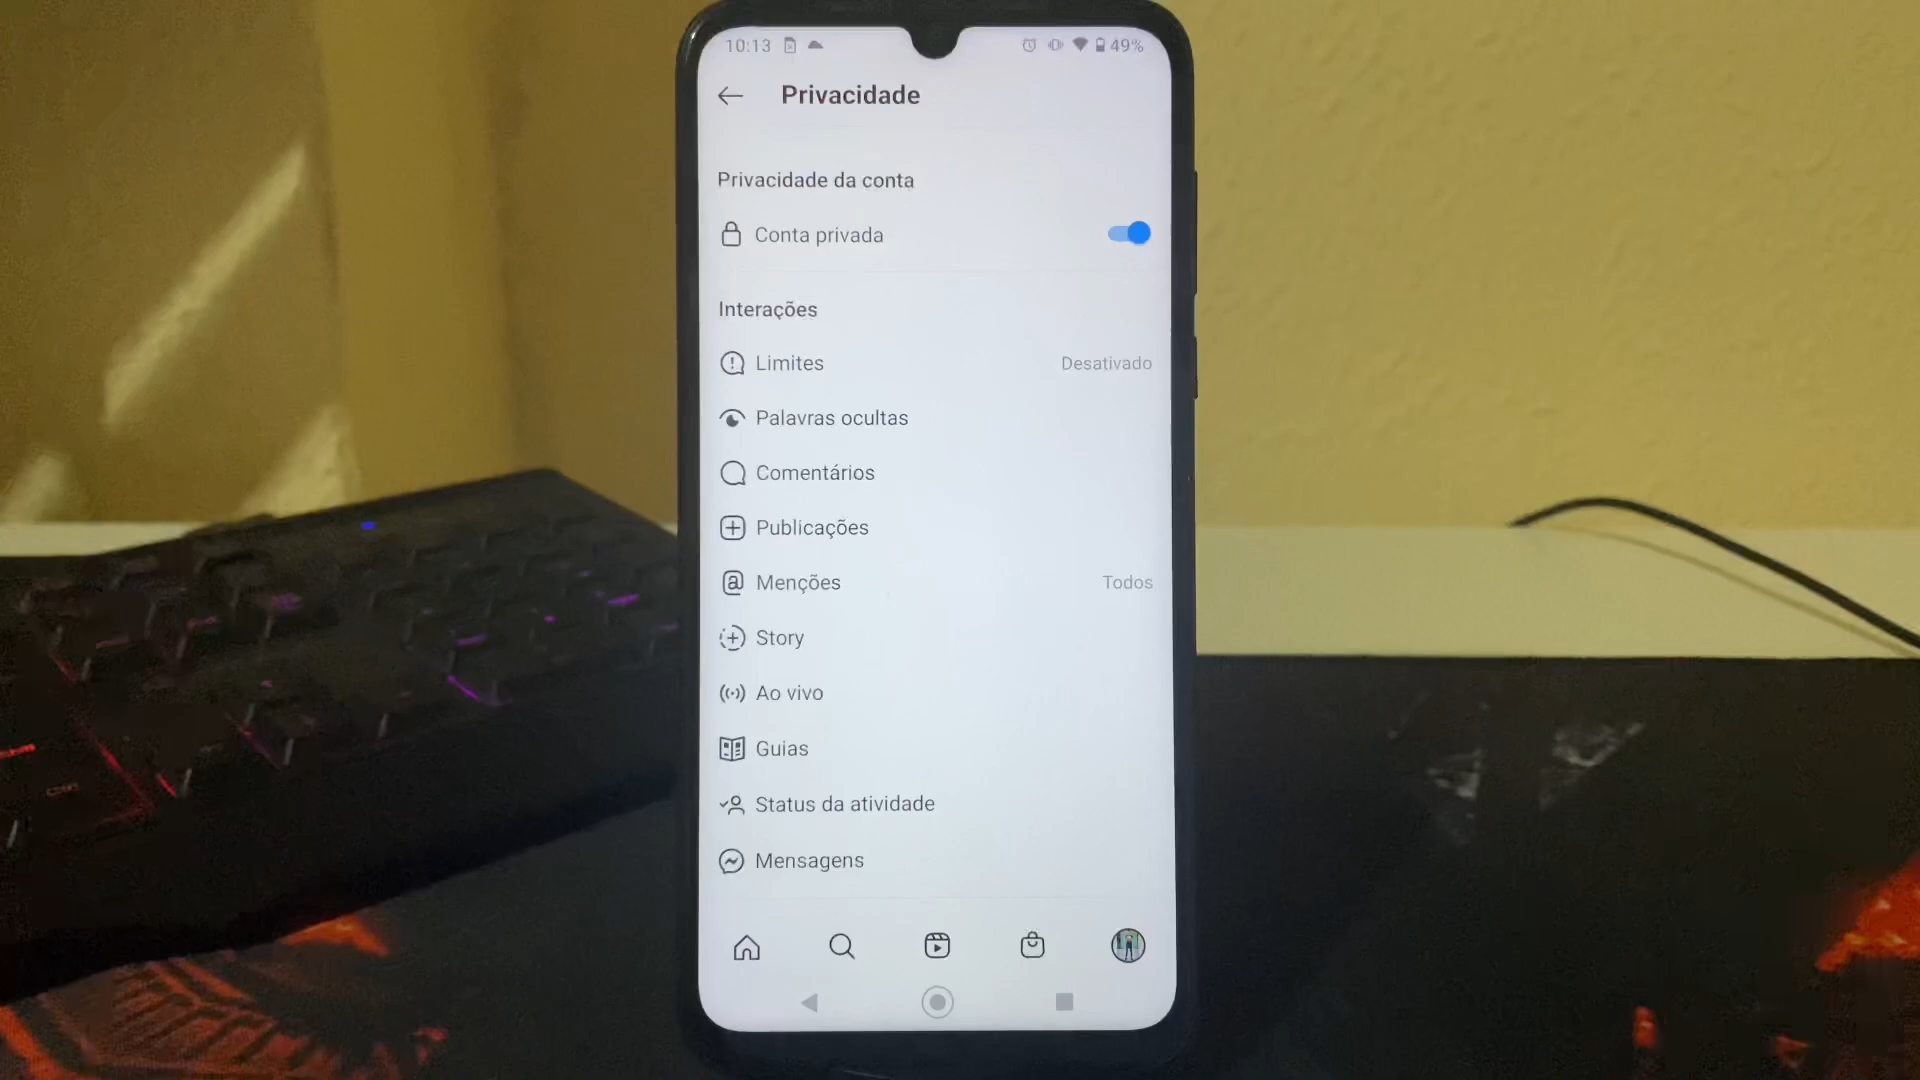 10:13
49%
Privacidade
Privacidade da conta
Conta privada
Interações
Limites Desativado
Palavras ocultas
Comentários
Publicações
Menções Todos
Story
Ao vivo
Guias
Status da atividade
Mensagens